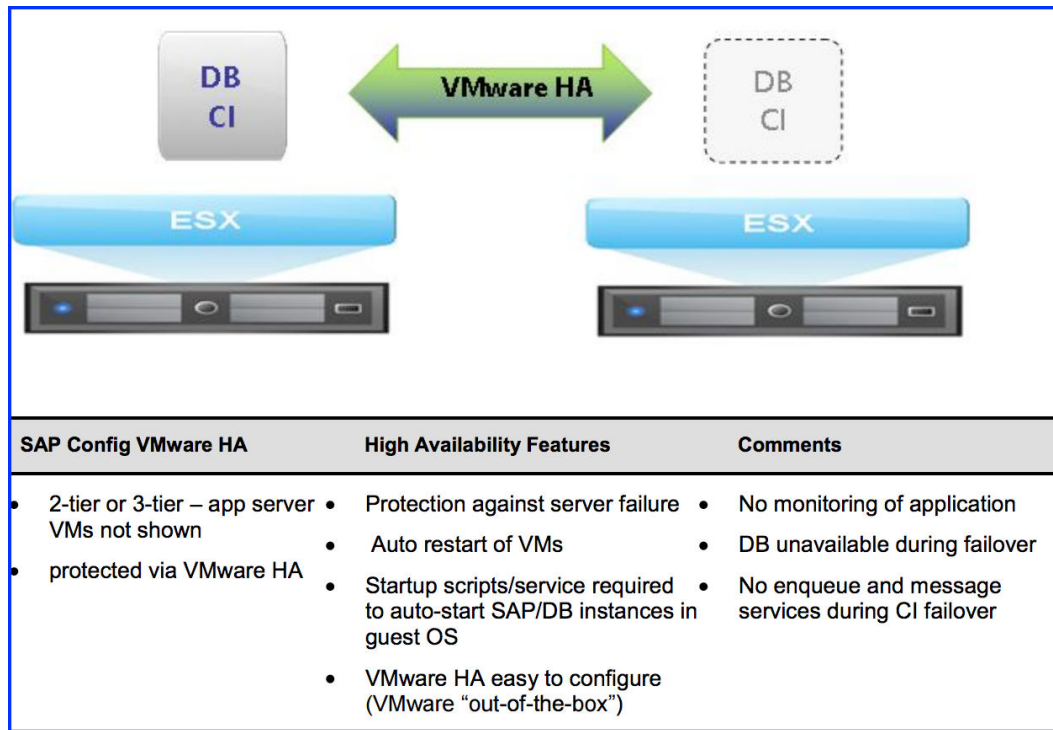 DB
CI
VMware HA
DB
CI
ESX
ESX
SAP Config VMware HA
High Availability Features
Comments
• 2-tier or 3-tier – app server
VMs not shown
• protected via VMware HA
• Protection against server failure
• Auto restart of VMs
• Startup scripts/service required
to auto-start SAP/DB instances in
guest OS
• VMware HA easy to configure
(VMware “out-of-the-box”)
• No monitoring of application
• DB unavailable during failover
• No enqueue and message
services during CI failover